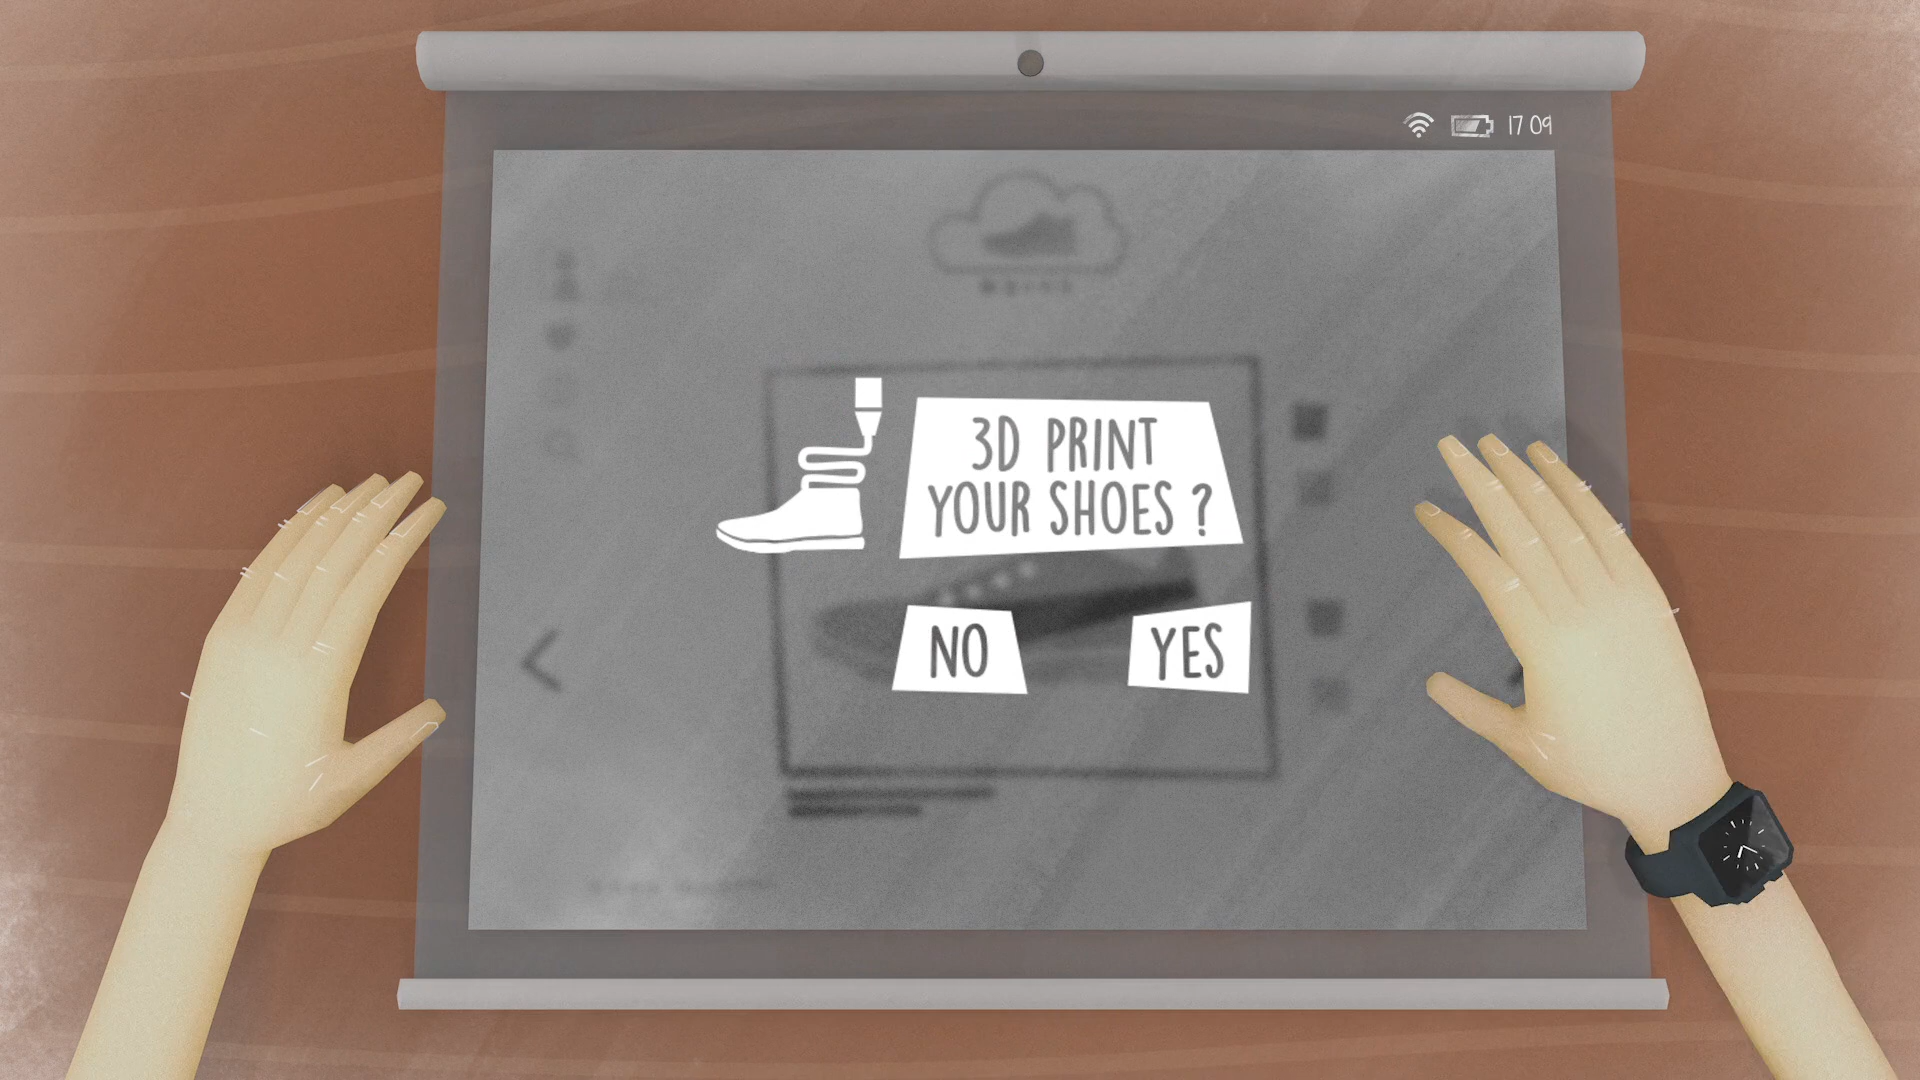 17 09
3D PRINT
YOUR SHOES ?
NO
YES